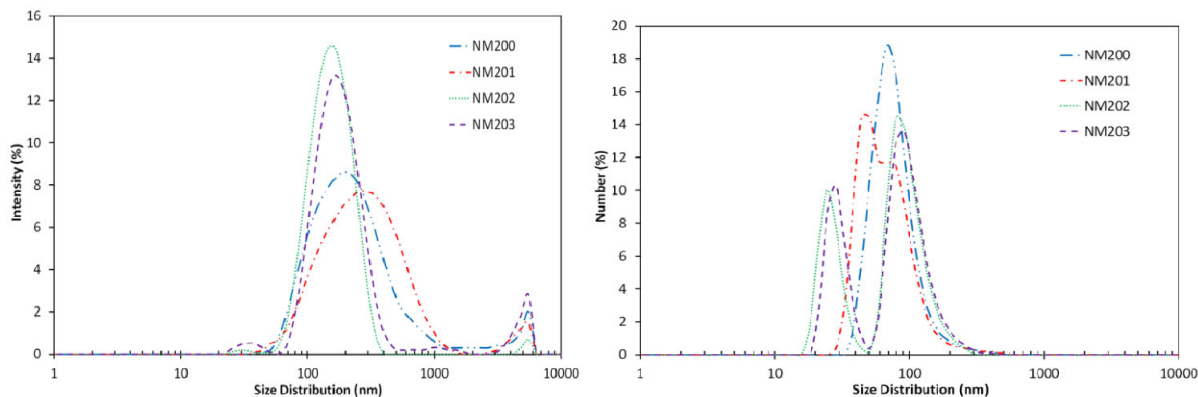 16
14
12
10
8
6
4
2
0
Intensity (%)
NM200
NM201
NM202
NM203
1 10 100 1000 10000
Size Distribution (nm)
20
18
16
14
12
10
8
6
4
2
0
Number (%)
NM200
NM201
NM202
NM203
1 10 100 1000 10000
Size Distribution (nm)